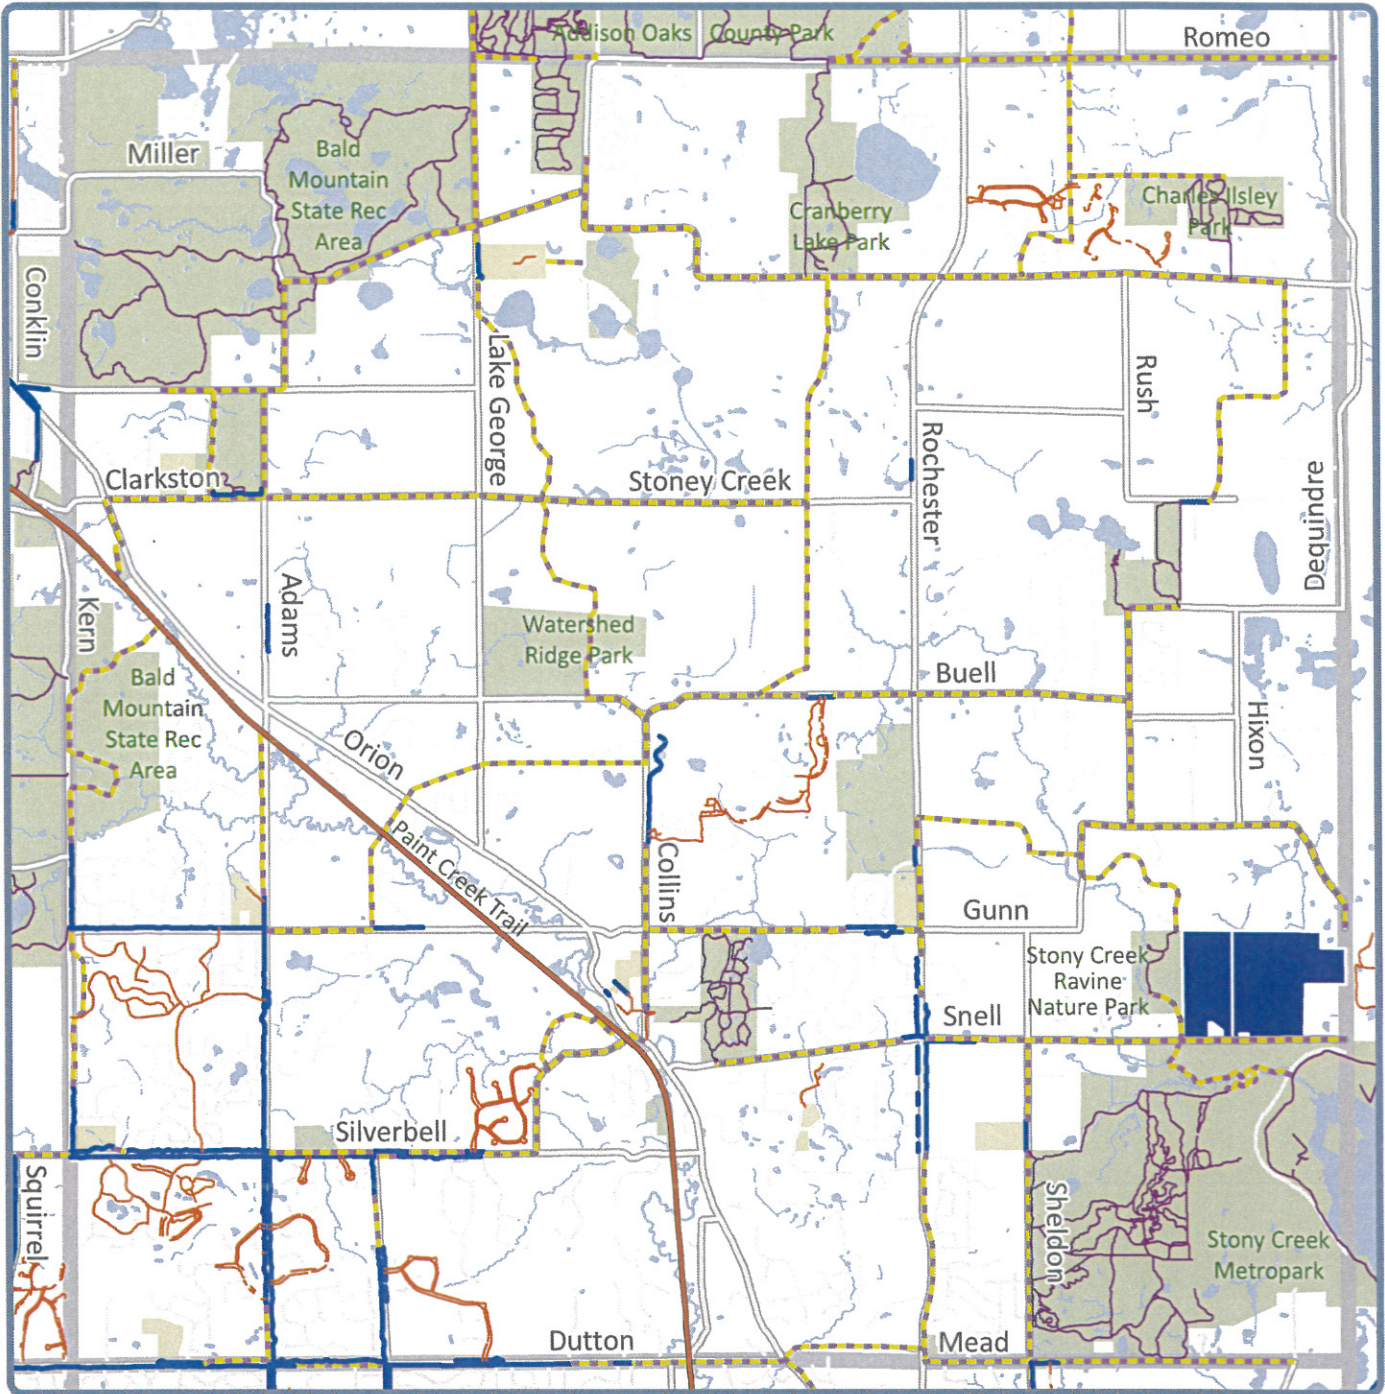 Addison Oaks County Park
Romeo
Miller
Bald
Mountain
State Rec
Area
Cranberry
Lake Park
Charles Ilsley
Park
Conklin
Lake George
Rush
Clarkston
Stoney Creek
Rochester
Dequindre
Kern
Adams
Watershed
Ridge Park
Bald
Mountain
State Rec
Area
Buell
Hixon
Orion
Paint Creek Trail
Collins
Gunn
Stony Creek
Ravine
Nature Park
Snell
Silverbell
Squirrel
Sheldon
Stony Creek
Metropark
Dutton
Mead